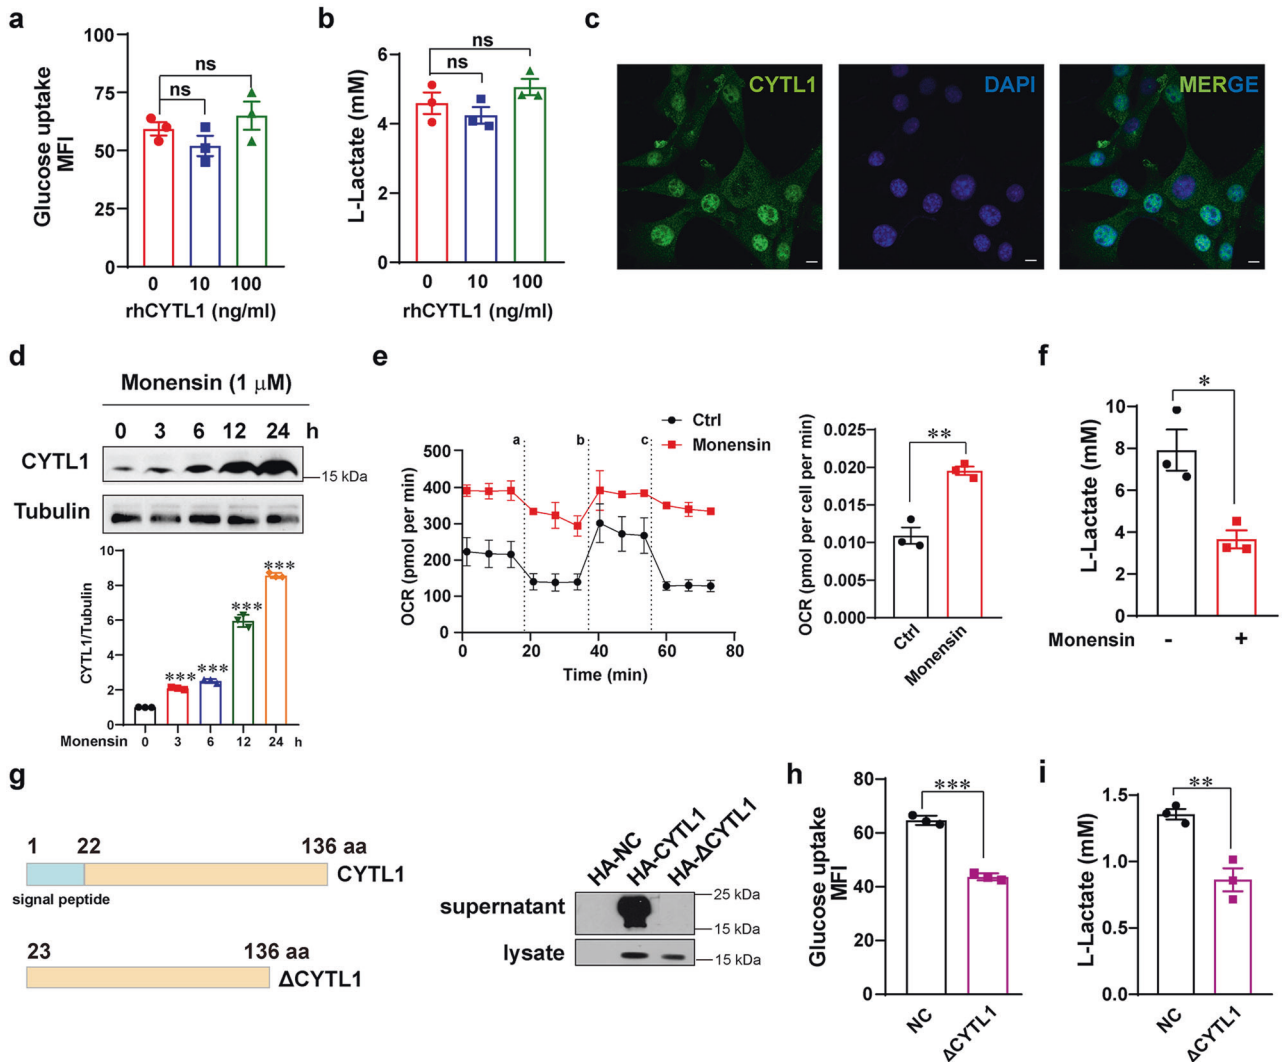 a
Glucose uptake
MFI
100
75
50
25
0
ns
ns
0 10 100
rhCYTL1 (ng/ml)
b
L-Lactate (mM)
6
4
2
0
ns
ns
0 10 100
rhCYTL1 (ng/ml)
c
CYTL1
DAPI
MERGE
d
Monensin (1 μM)
0 3 6 12 24 h
CYTL1
15 kDa
Tubulin
CYTL1/Tubulin
10
8
6
4
2
0
***
***
***
***
Monensin 0 3 6 12 24 h
e
Ctrl
Monensin
OCR (pmol per min)
500
400
300
200
100
0
a b c
0 20 40 60 80
Time (min)
OCR (pmol per cell per min)
0.025
0.020
0.015
0.010
0.005
0.000
**
Ctrl
Monensin
f
L-Lactate (mM)
10
8
6
4
2
0
*
Monensin - +
g
1 22 136 aa
CYTL1
signal peptide
23 136 aa
ΔCYTL1
HA-NC
HA-CYTL1
HA-ΔCYTL1
supernatant
25 kDa
15 kDa
lysate
15 kDa
h
Glucose uptake
MFI
80
60
40
20
0
***
NC
ΔCYTL1
i
L-Lactate (mM)
1.5
1.0
0.5
0.0
**
NC
ΔCYTL1